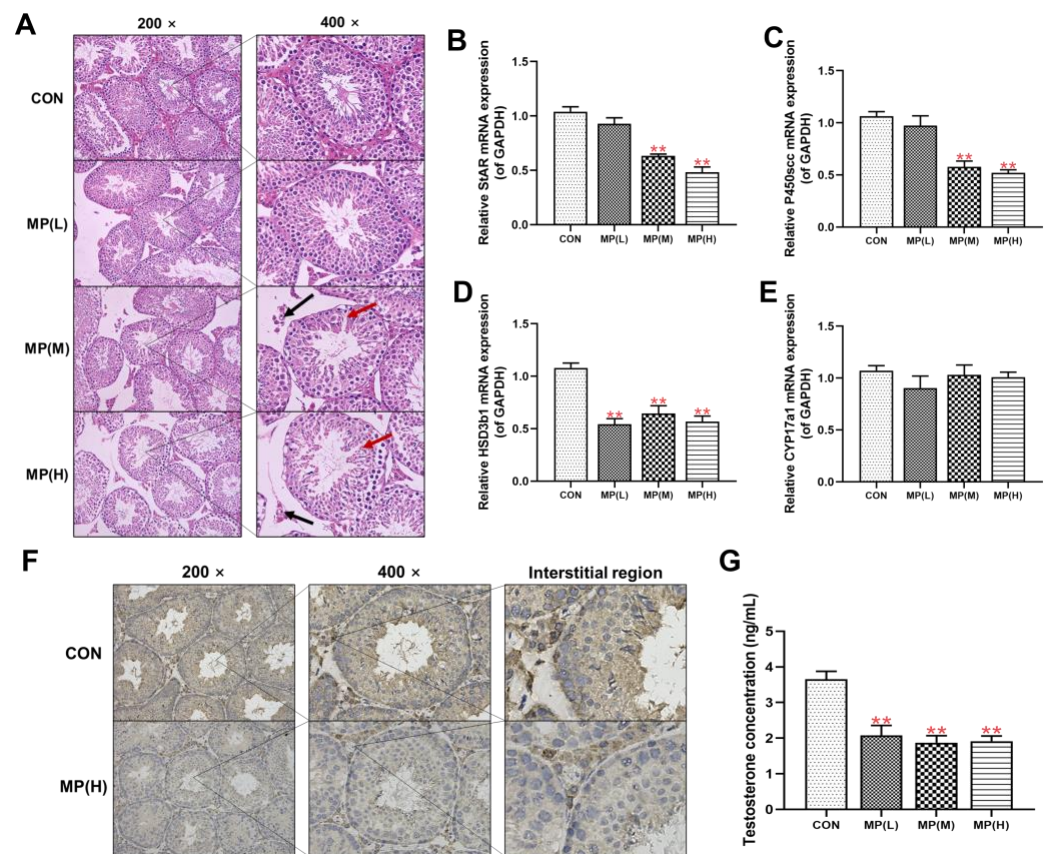 A
200 ×
400 ×
CON
MP(L)
MP(M)
MP(H)
B
Relative StAR mRNA expression
(of GAPDH)
1.5
1.0
0.5
0.0
**
**
CON
MP(L)
MP(M)
MP(H)
C
Relative P450scc mRNA expression
(of GAPDH)
1.5
1.0
0.5
0.0
**
**
CON
MP(L)
MP(M)
MP(H)
D
Relative HSD3b1 mRNA expression
(of GAPDH)
1.5
1.0
0.5
0.0
**
**
**
CON
MP(L)
MP(M)
MP(H)
E
Relative CYP17a1 mRNA expression
(of GAPDH)
1.5
1.0
0.5
0.0
CON
MP(L)
MP(M)
MP(H)
F
200 ×
400 ×
Interstitial region
CON
MP(H)
G
Testosterone concentration (ng/mL)
5
4
3
2
1
0
**
**
**
CON
MP(L)
MP(M)
MP(H)